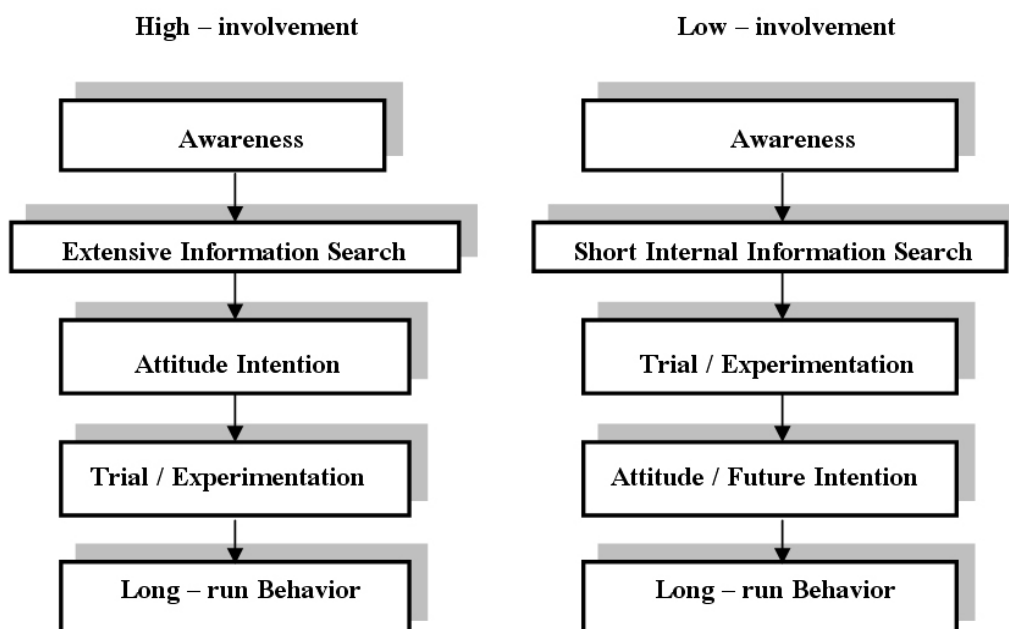 High – involvement
Awareness
Extensive Information Search
Attitude Intention
Trial / Experimentation
Long – run Behavior
Low – involvement
Awareness
Short Internal Information Search
Trial / Experimentation
Attitude / Future Intention
Long – run Behavior